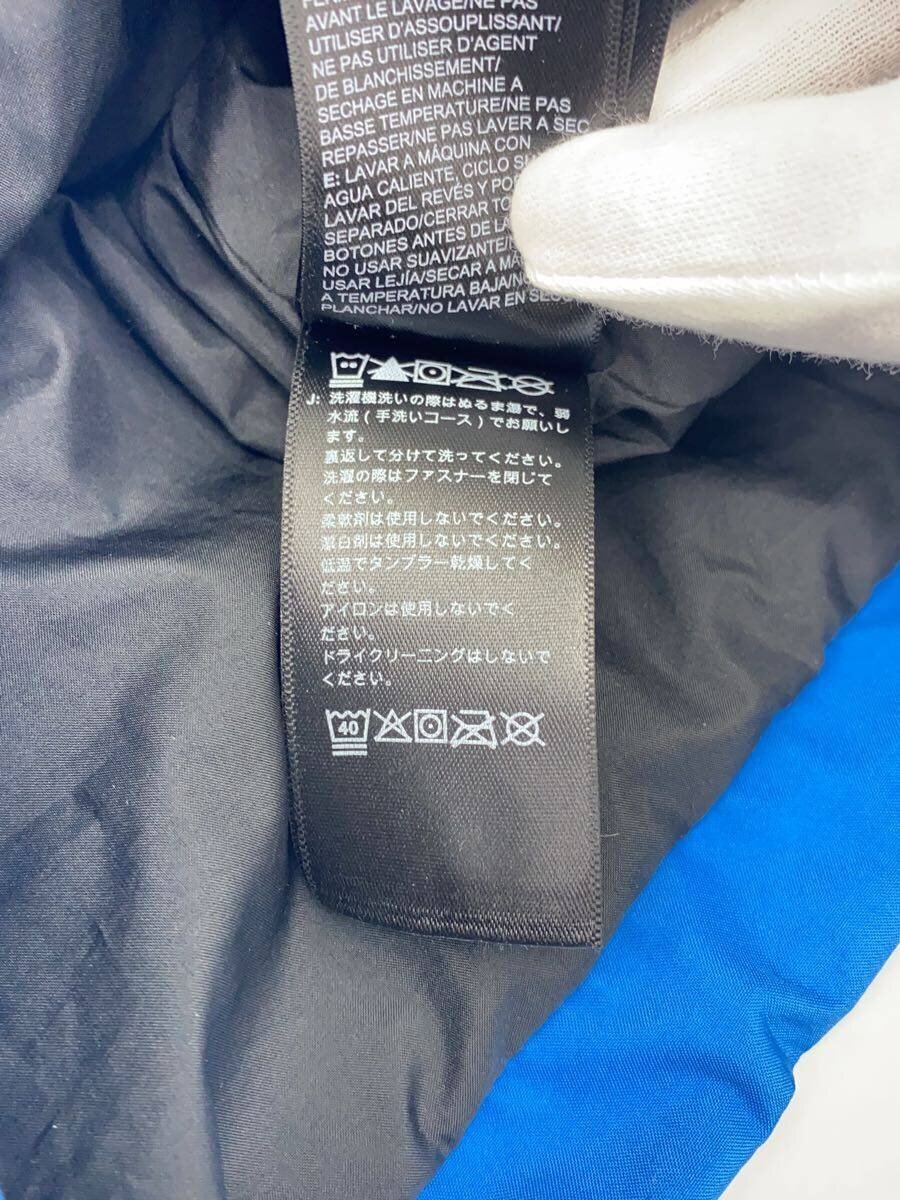 AVANT LE LAVAGE/NE PAS
UTILISER D'ASSOUPLISSANT/
NE PAS UTILISER D'AGENT
DE BLANCHISSEMENT/
SECHAGE EN MACHINE A
BASSE TEMPERATURE/NE PAS
REPASSER/NE PAS LAVER A SEC
E: LAVAR A MÁQUINA CON
AGUA CALIENTE, CICLO
LAVAR DEL REVÉS Y
SEPARADO/CERRAR
BOTONES ANTES DE
NO USAR SUAVIZANTE/
USAR LEJÍA/SECAR A
A TEMPERATURA BAJA/
PLANCHAR/NO LAVAR EN
J: 洗濯機洗いの際はぬるま湯で、弱
水流(手洗いコース)でお願いし
ます。
裏返して分けて洗ってください。
洗濯の際はファスナーを閉じて
ください。
柔軟剤は使用しないでください。
漂白剤は使用しないでください。
低温でタンブラー乾燥してく
ださい。
アイロンは使用しないでく
ださい。
ドライクリーニングはしないで
ください。
40